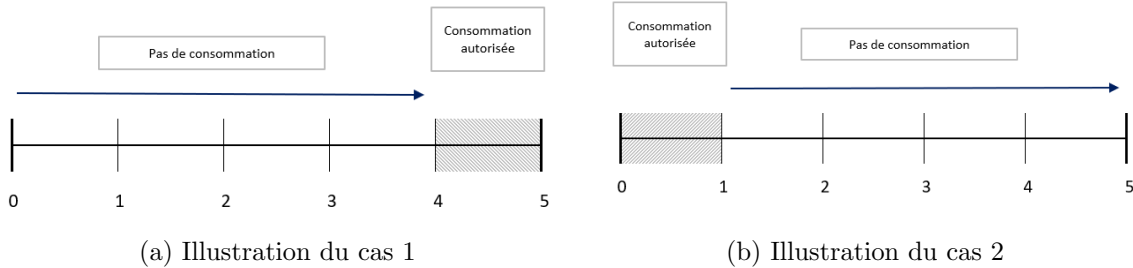 Pas de consommation
Consommation
autorisée
0 1 2 3 4 5
(a) Illustration du cas 1
Consommation
autorisée
Pas de consommation
0 1 2 3 4 5
(b) Illustration du cas 2